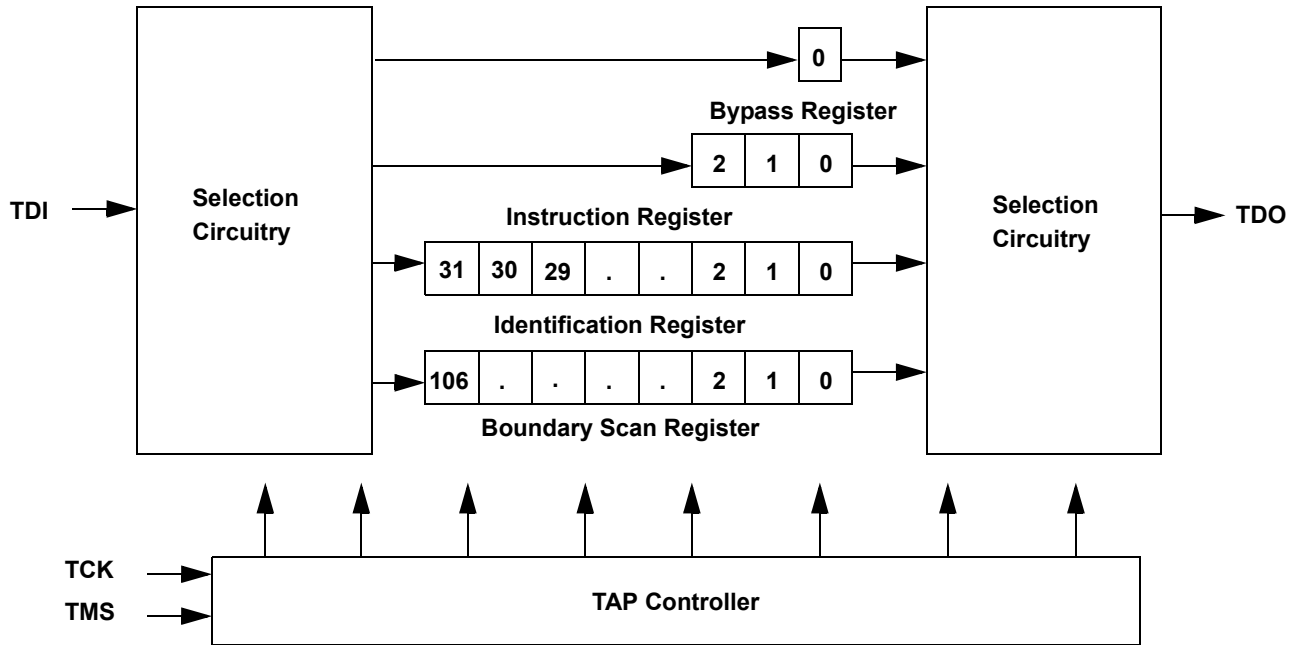 0
Bypass Register
2 1 0
Selection
Circuitry
Selection
Circuitry
TDI
TDO
Instruction Register
31 30 29 . . 2 1 0
Identification Register
106 . . . . 2 1 0
Boundary Scan Register
TCK
TMS
TAP Controller